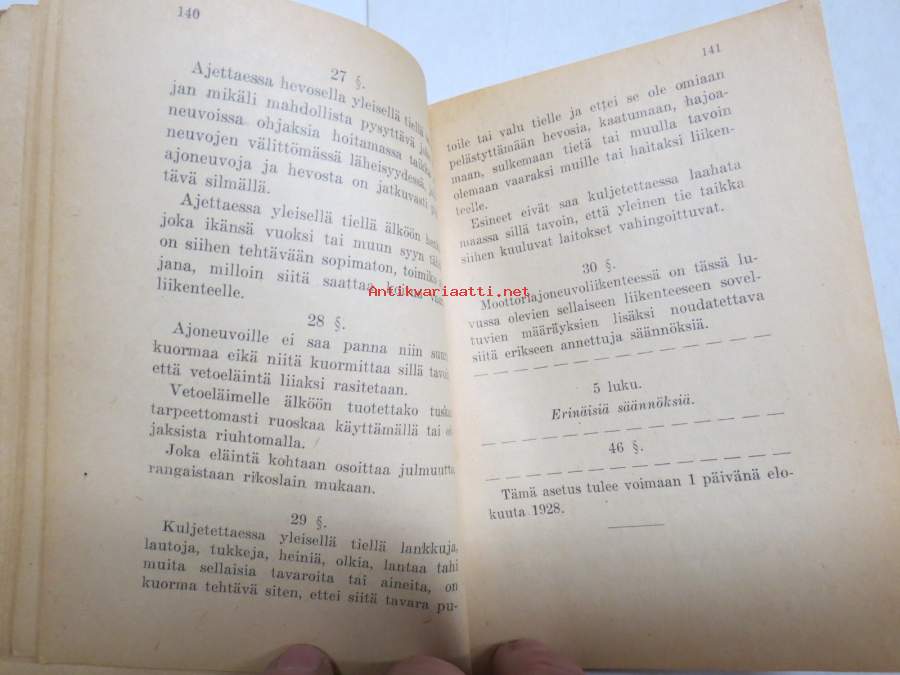 140
27 §.
Ajettaessa hevosella yleisellä tiellä
jan mikäli mahdollista pysyttävä
neuvoissa ohjaksia hoitamassa taikka
neuvojen välittömässä läheisyydessä,
ajoneuvoja ja hevosta on jatkuvasti
tävä silmällä.
Ajettaessa yleisellä tiellä älköön
joka ikänsä vuoksi tai muun syyn
on siihen tehtävään sopimaton, toimiko
jana, milloin siitä saattaa koitua
liikenteelle.
28 §.
Ajoneuvoille ei saa panna niin
kuormaa eikä niitä kuormittaa sillä
että vetoeläintä liiaksi rasitetaan.
Vetoeläimelle älköön tuotettako
tarpeettomasti ruoskaa käyttämällä tai
jaksista riuhtomalla.
Joka eläintä kohtaan osoittaa julmuutta,
rangaistaan rikoslain mukaan.
29 §.
Kuljetettaessa yleisellä tiellä lankkuja,
lautoja, tukkeja, heiniä, olkia, lantaa tahi
muita sellaisia tavaroita tai aineita, on
kuorma tehtävä siten, ettei siitä tavara pu-
141
toile tai valu tielle ja ettei se ole omiaan
pelästyttämään hevosia, kaatumaan, hajoa-
maan, sulkemaan tietä tai muulla tavoin
olemaan vaaraksi muille tai haitaksi liiken-
teelle.
Esineet eivät saa kuljetettaessa laahata
maassa sillä tavoin, että yleinen tie taikka
siihen kuuluvat laitokset vahingoittuvat.
30 §.
Moottoriajoneuvoliikenteessä on tässä lu-
vussa olevien sellaiseen liikenteeseen sovel-
tuvien määräyksien lisäksi noudatettava
siitä erikseen annettuja säännöksiä.
5 luku.
Erinäisiä säännöksiä.
46 §.
Tämä asetus tulee voimaan 1 päivänä elo-
kuuta 1928.
Antikvariaatti.net